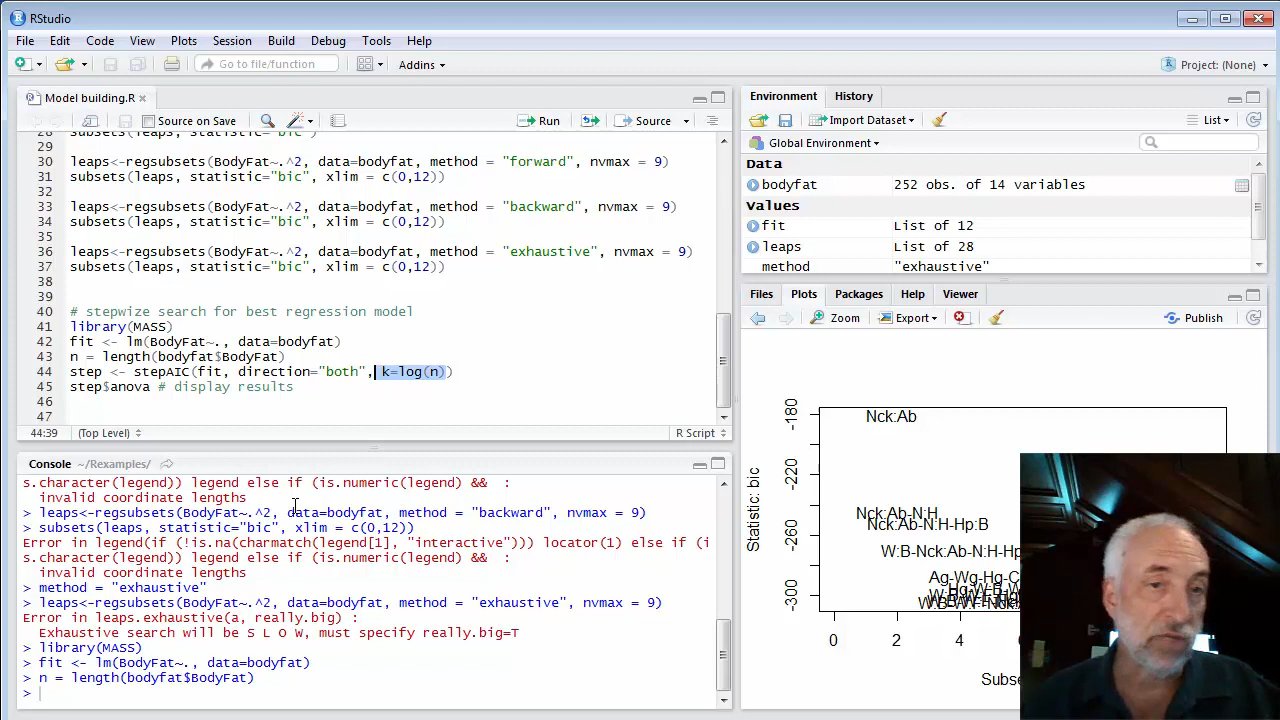 RStudio
File Edit Code View Plots Session Build Debug Tools Help
Go to file/function Addins Project: (None)
Model building.R
Source on Save Run Source
28 subsets(leaps, statistic="bic")
29
30 leaps<-regsubsets(BodyFat~.^2, data=bodyfat, method = "forward", nvmax = 9)
31 subsets(leaps, statistic="bic", xlim = c(0,12))
32
33 leaps<-regsubsets(BodyFat~.^2, data=bodyfat, method = "backward", nvmax = 9)
34 subsets(leaps, statistic="bic", xlim = c(0,12))
35
36 leaps<-regsubsets(BodyFat~.^2, data=bodyfat, method = "exhaustive", nvmax = 9)
37 subsets(leaps, statistic="bic", xlim = c(0,12))
38
39
40 # stepwize search for best regression model
41 library(MASS)
42 fit <- lm(BodyFat~., data=bodyfat)
43 n = length(bodyfat$BodyFat)
44 step <- stepAIC(fit, direction="both", k=log(n))
45 step$anova # display results
46
47
44:39 (Top Level) R Script
Console ~/Rexamples/
s.character(legend)) legend else if (is.numeric(legend) && :
invalid coordinate lengths
> leaps<-regsubsets(BodyFat~.^2, data=bodyfat, method = "backward", nvmax = 9)
> subsets(leaps, statistic="bic", xlim = c(0,12))
Error in legend(if (!is.na(charmatch(legend[1], "interactive"))) locator(1) else if (i
s.character(legend)) legend else if (is.numeric(legend) && :
invalid coordinate lengths
> method = "exhaustive"
> leaps<-regsubsets(BodyFat~.^2, data=bodyfat, method = "exhaustive", nvmax = 9)
Error in leaps.exhaustive(a, really.big) :
Exhaustive search will be S L O W, must specify really.big=T
> library(MASS)
> fit <- lm(BodyFat~., data=bodyfat)
> n = length(bodyfat$BodyFat)
>
Environment History
Import Dataset List
Global Environment
Data
bodyfat 252 obs. of 14 variables
Values
fit List of 12
leaps List of 28
method "exhaustive"
Files Plots Packages Help Viewer
Zoom Export Publish
Statistic: bic
-180
-220
-260
-300
Nck:Ab
Nck:Ab-N:H
Nck:Ab-N:H-Hp:B
W:B-Nck:Ab-N:H-Hp
Ag-Wg-Hg-C
0 2 4
Subse